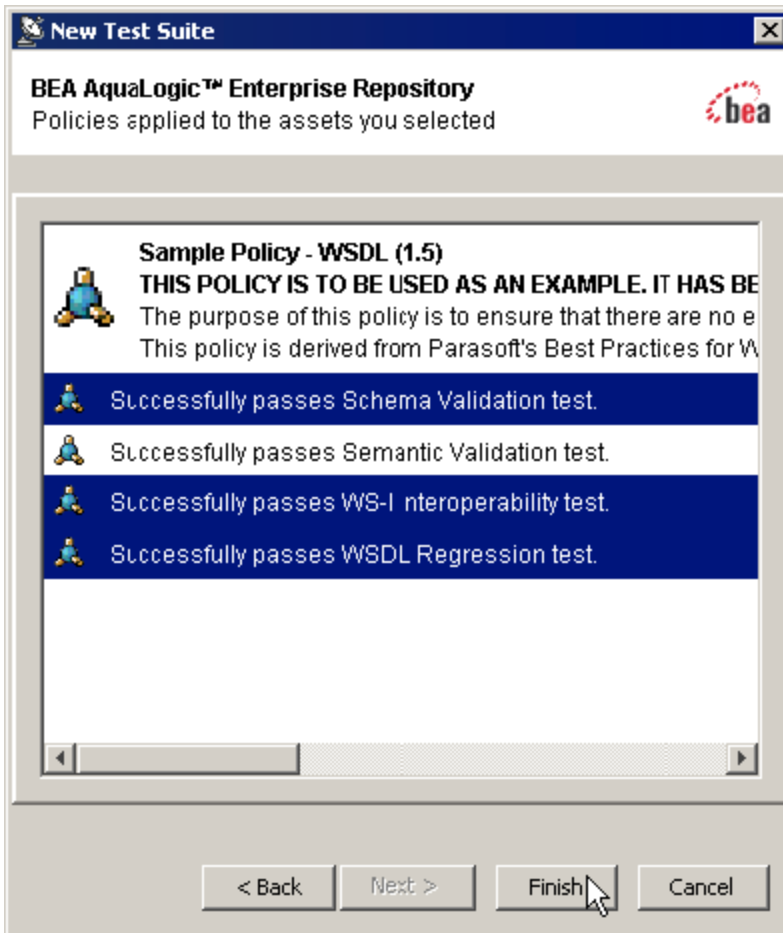 New Test Suite
BEA AquaLogic™ Enterprise Repository
Policies applied to the assets you selected
bea
Sample Policy - WSDL (1.5)
THIS POLICY IS TO BE USED AS AN EXAMPLE. IT HAS BE
The purpose of this policy is to ensure that there are no e
This policy is derived from Parasoft's Best Practices for W
Successfully passes Schema Validation test.
Successfully passes Semantic Validation test.
Successfully passes WS-I nteroperability test.
Successfully passes WSDL Regression test.
< Back Next > Finish Cancel